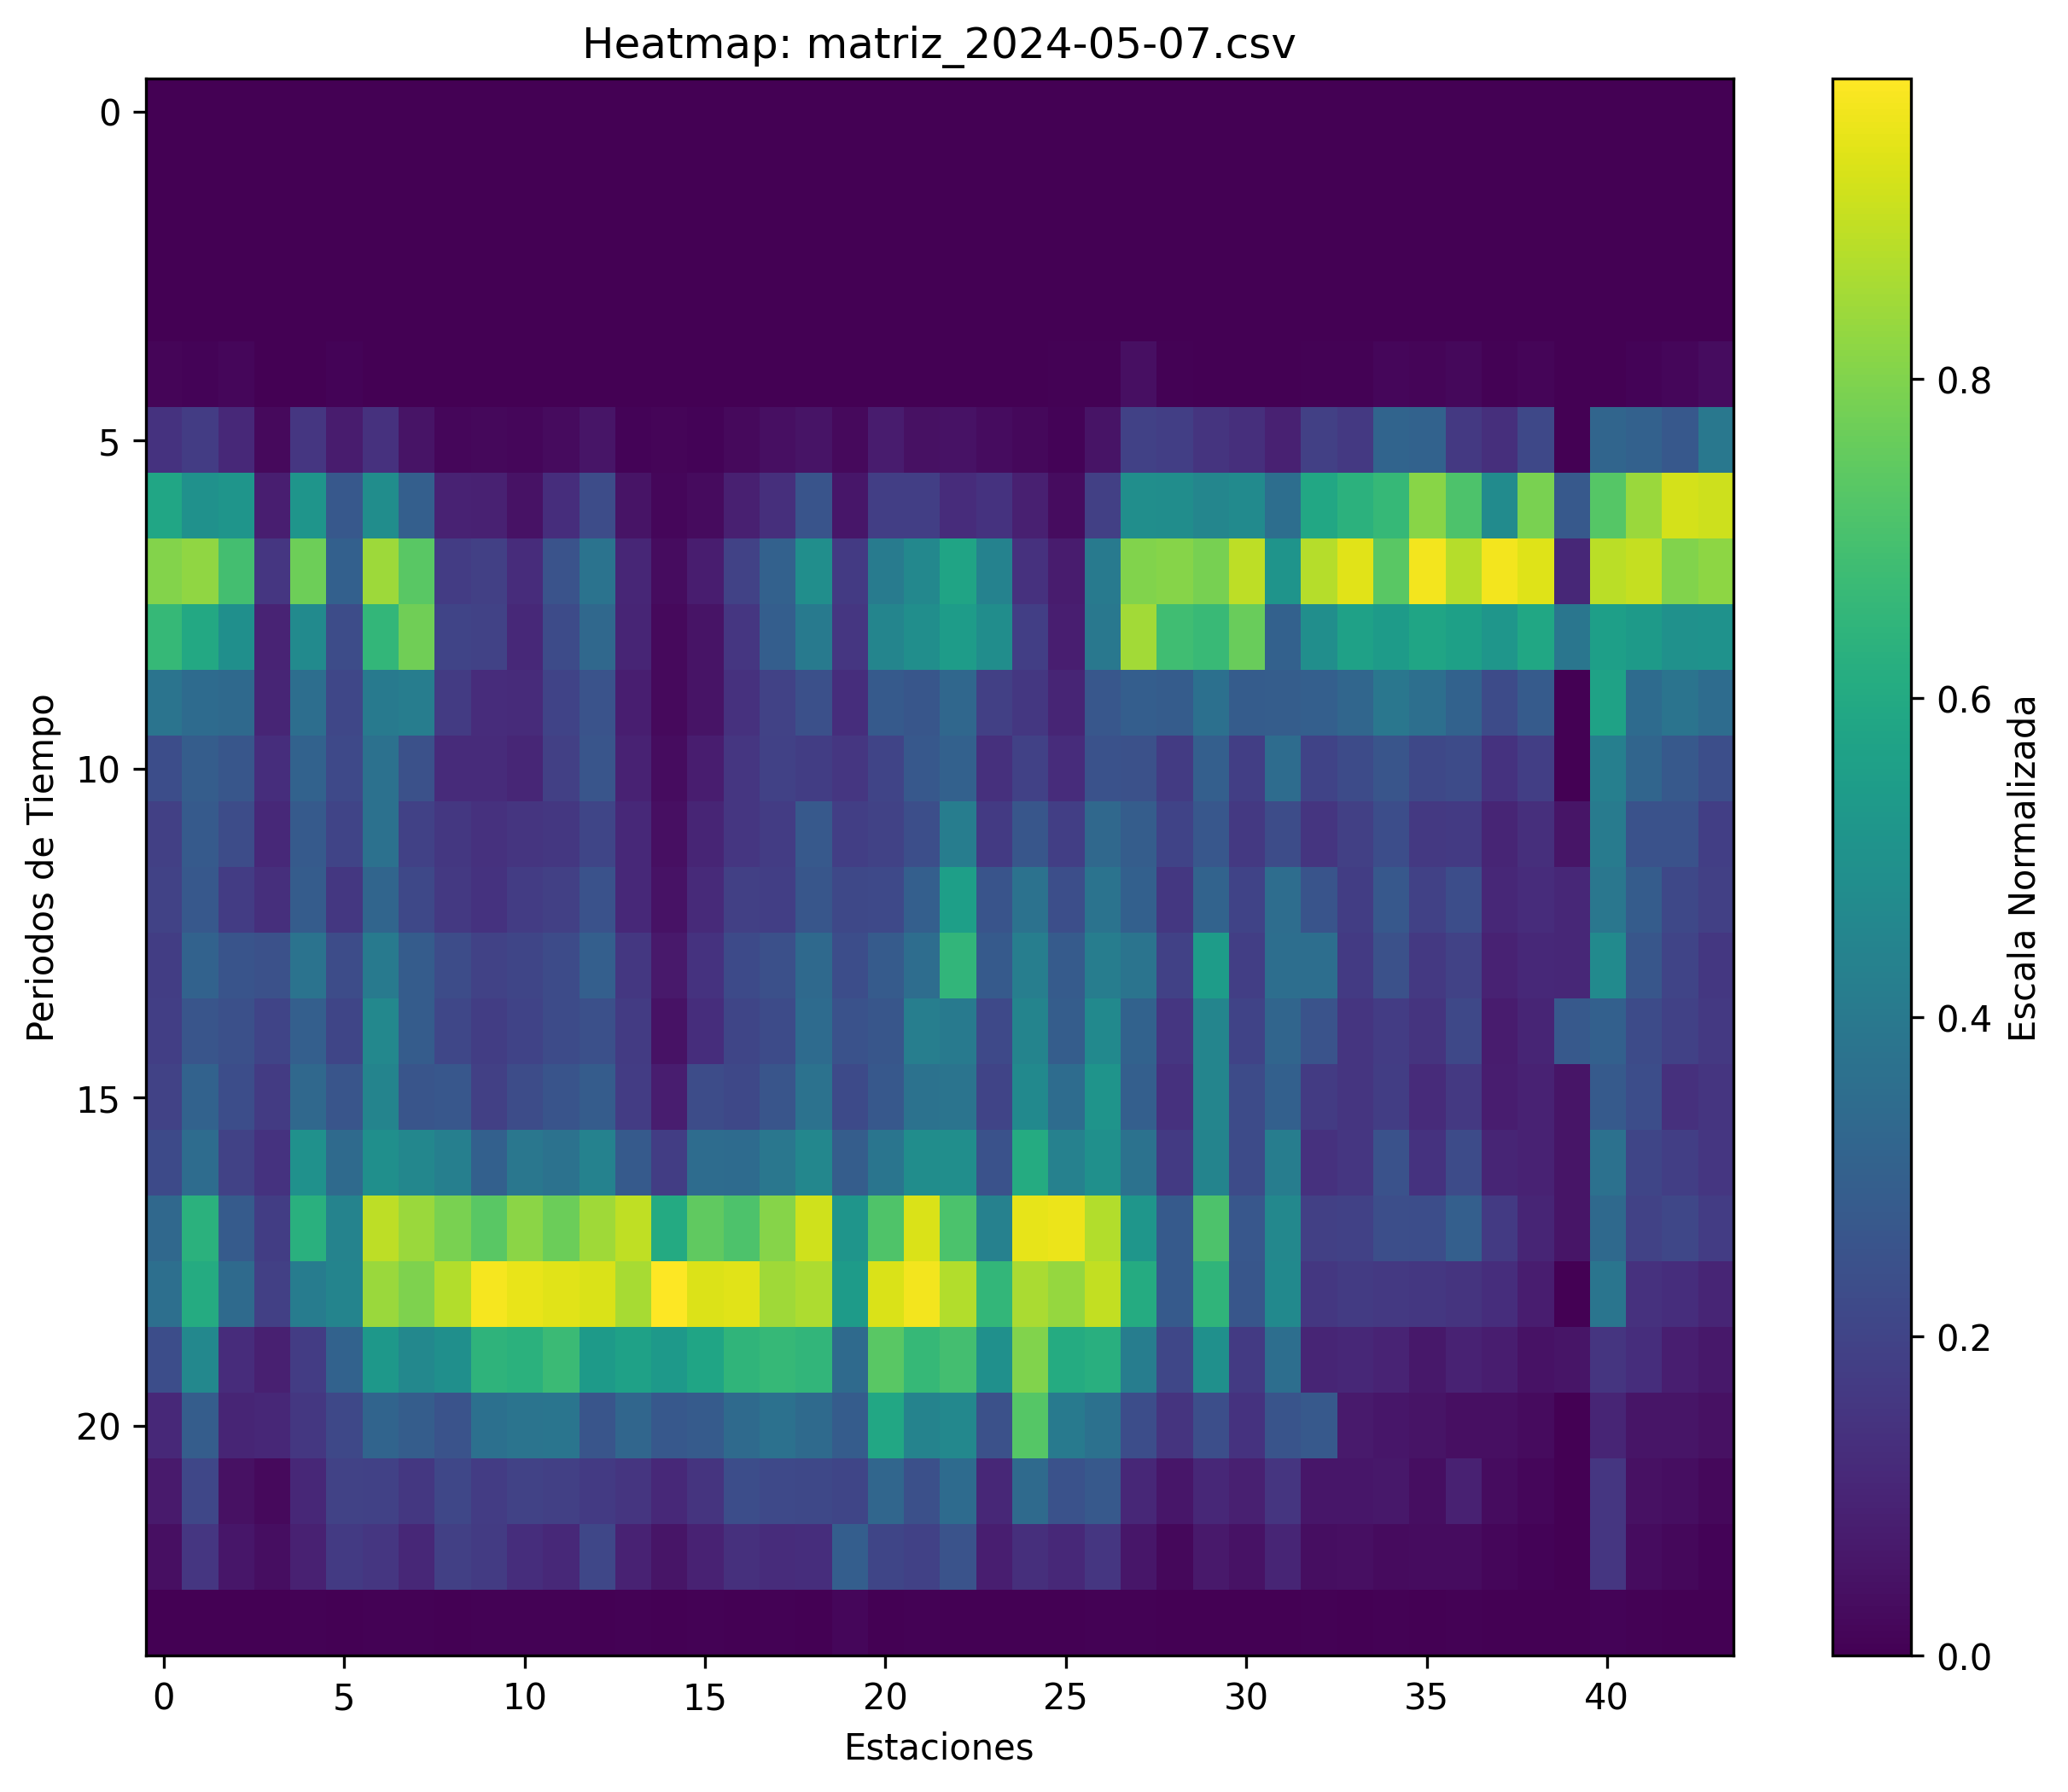 Heatmap: matriz_2024-05-07.csv
Periodos de Tiempo
0
5
10
15
20
0 5 10 15 20 25 30 35 40
Estaciones
0.8
0.6
0.4
0.2
0.0
Escala Normalizada